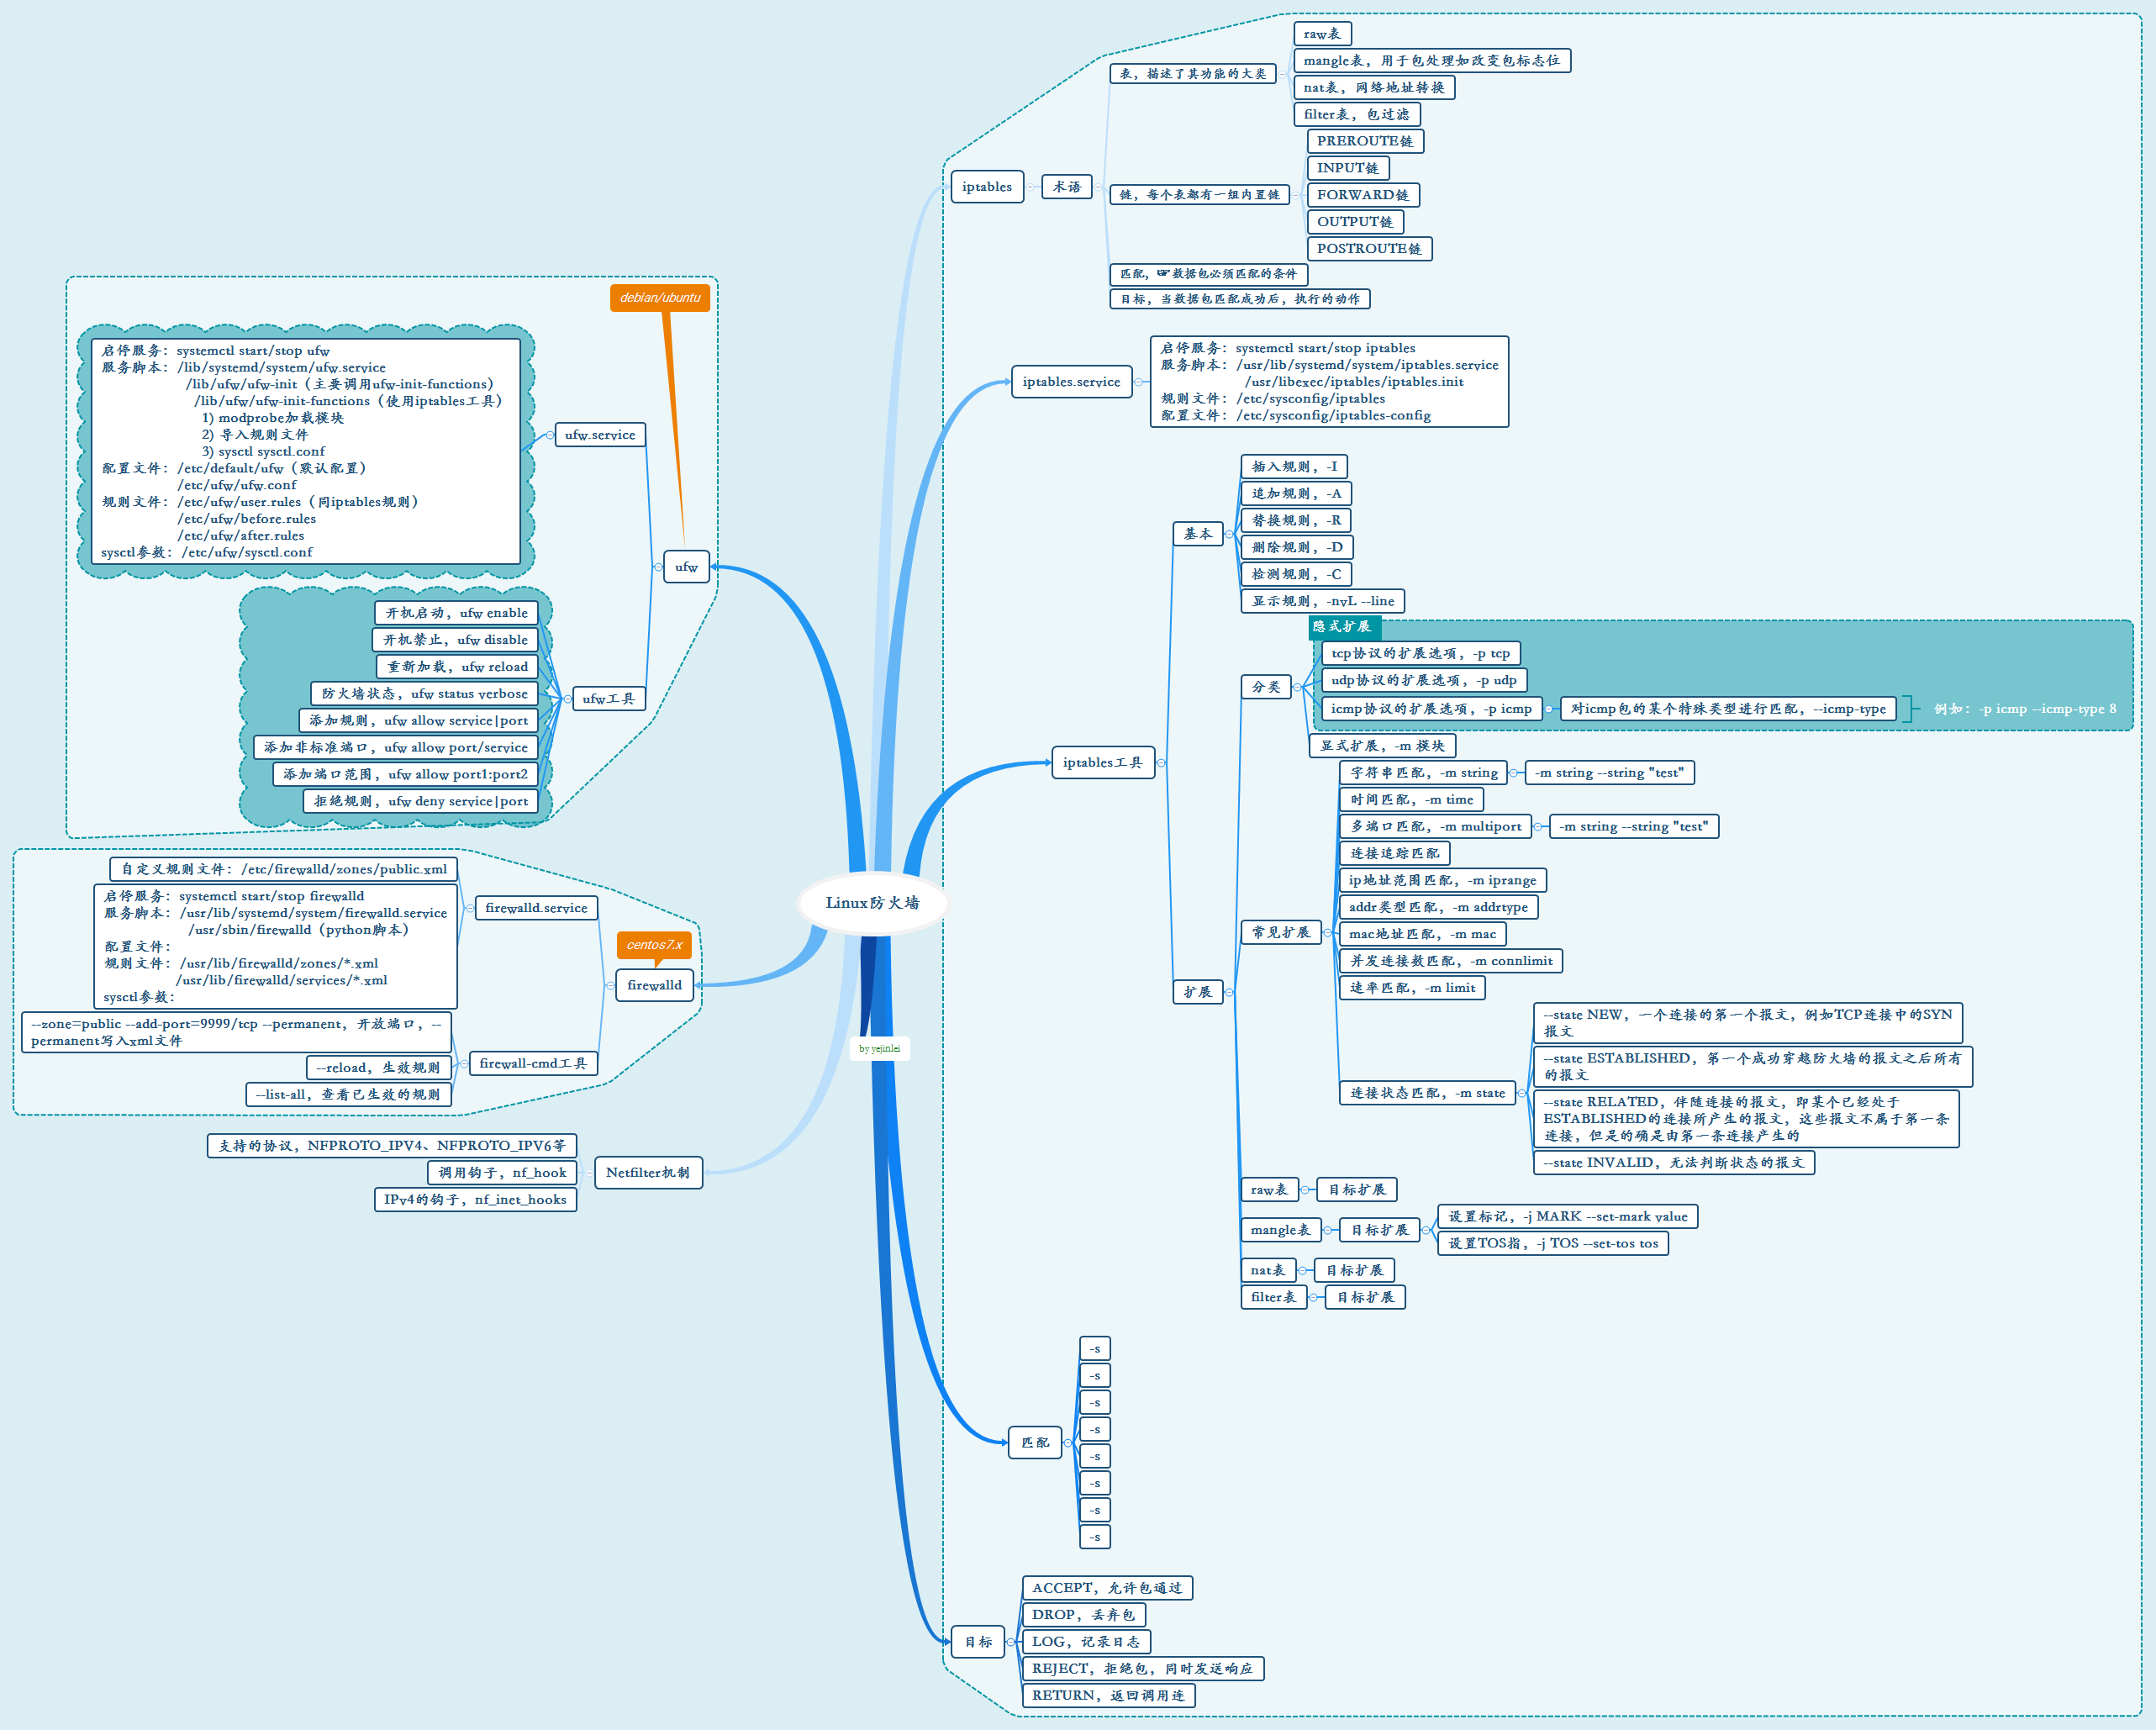 Linux防火墙
by yejinlei
iptables
术语
表，描述了其功能的大类
raw表
mangle表，用于包处理如改变包标志位
nat表，网络地址转换
filter表，包过滤
链，每个表都有一组内置链
PREROUTE链
INPUT链
FORWARD链
OUTPUT链
POSTROUTE链
匹配，☞数据包必须匹配的条件
目标，当数据包匹配成功后，执行的动作
iptables.service
启停服务：systemctl start/stop iptables
服务脚本：/usr/lib/systemd/system/iptables.service
/usr/libexec/iptables/iptables.init
规则文件：/etc/sysconfig/iptables
配置文件：/etc/sysconfig/iptables-config
iptables工具
基本
插入规则，-I
追加规则，-A
替换规则，-R
删除规则，-D
检测规则，-C
显示规则，-nvL --line
扩展
分类
隐式扩展
tcp协议的扩展选项，-p tcp
udp协议的扩展选项，-p udp
icmp协议的扩展选项，-p icmp
对icmp包的某个特殊类型进行匹配，--icmp-type
例如：-p icmp --icmp-type 8
显式扩展，-m 模块
常见扩展
字符串匹配，-m string
-m string --string "test"
时间匹配，-m time
多端口匹配，-m multiport
-m string --string "test"
连接追踪匹配
ip地址范围匹配，-m iprange
addr类型匹配，-m addrtype
mac地址匹配，-m mac
并发连接数匹配，-m connlimit
速率匹配，-m limit
连接状态匹配，-m state
--state NEW，一个连接的第一个报文，例如TCP连接中的SYN
报文
--state ESTABLISHED，第一个成功穿越防火墙的报文之后所有
的报文
--state RELATED，伴随连接的报文，即某个已经处于
ESTABLISHED的连接所产生的报文，这些报文不属于第一条
连接，但是的确是由第一条连接产生的
--state INVALID，无法判断状态的报文
raw表
目标扩展
mangle表
目标扩展
设置标记，-j MARK --set-mark value
设置TOS指，-j TOS --set-tos tos
nat表
目标扩展
filter表
目标扩展
匹配
-s
-s
-s
-s
-s
-s
-s
-s
目标
ACCEPT，允许包通过
DROP，丢弃包
LOG，记录日志
REJECT，拒绝包，同时发送响应
RETURN，返回调用连
debian/ubuntu
ufw
ufw.service
启停服务：systemctl start/stop ufw
服务脚本：/lib/systemd/system/ufw.service
/lib/ufw/ufw-init（主要调用ufw-init-functions）
/lib/ufw/ufw-init-functions（使用iptables工具）
1) modprobe加载模块
2) 导入规则文件
3) sysctl sysctl.conf
配置文件：/etc/default/ufw（默认配置）
/etc/ufw/ufw.conf
规则文件：/etc/ufw/user.rules（同iptables规则）
/etc/ufw/before.rules
/etc/ufw/after.rules
sysctl参数：/etc/ufw/sysctl.conf
ufw工具
开机启动，ufw enable
开机禁止，ufw disable
重新加载，ufw reload
防火墙状态，ufw status verbose
添加规则，ufw allow service|port
添加非标准端口，ufw allow port/service
添加端口范围，ufw allow port1:port2
拒绝规则，ufw deny service|port
centos7.x
firewalld
firewalld.service
自定义规则文件：/etc/firewalld/zones/public.xml
启停服务：systemctl start/stop firewalld
服务脚本：/usr/lib/systemd/system/firewalld.service
/usr/sbin/firewalld（python脚本）
配置文件：
规则文件：/usr/lib/firewalld/zones/*.xml
/usr/lib/firewalld/services/*.xml
sysctl参数：
firewall-cmd工具
--zone=public --add-port=9999/tcp --permanent，开放端口，--
permanent写入xml文件
--reload，生效规则
--list-all，查看已生效的规则
Netfilter机制
支持的协议，NFPROTO_IPV4、NFPROTO_IPV6等
调用钩子，nf_hook
IPv4的钩子，nf_inet_hooks